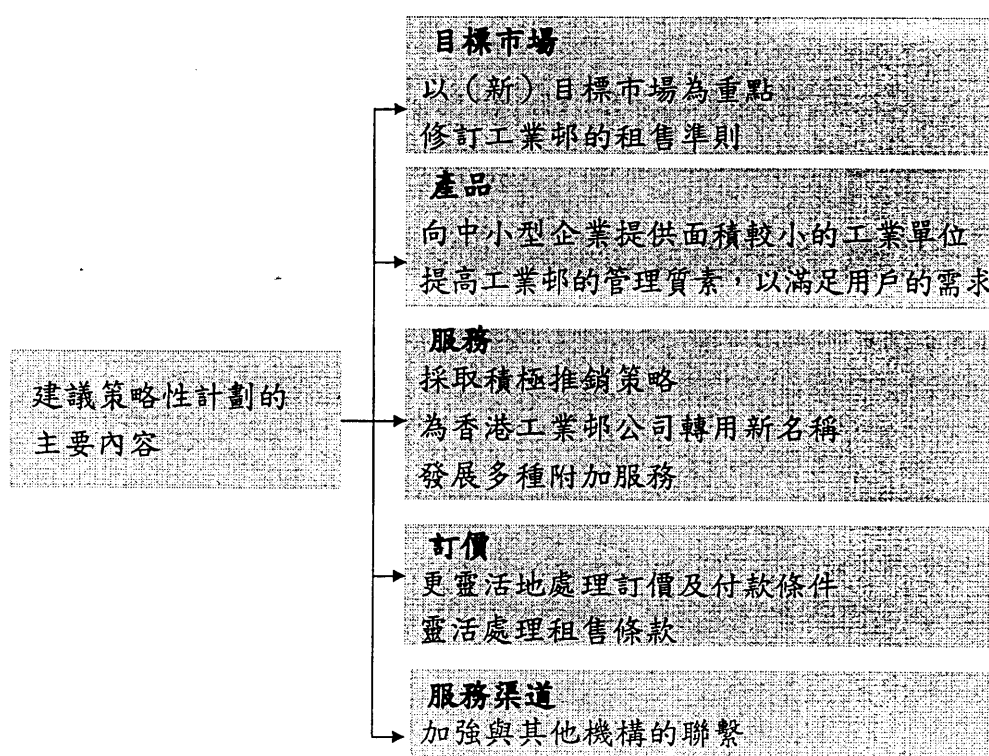 目標市場
以（新）目標市場為重點
修訂工業邨的租售準則
產品
向中小型企業提供面積較小的工業單位
提高工業邨的管理質素，以滿足用戶的需求
服務
採取積極推銷策略
為香港工業邨公司轉用新名稱
發展多種附加服務
建議策略性計劃的
主要內容
訂價
更靈活地處理訂價及付款條件
靈活處理租售條款
服務渠道
加強與其他機構的聯繫